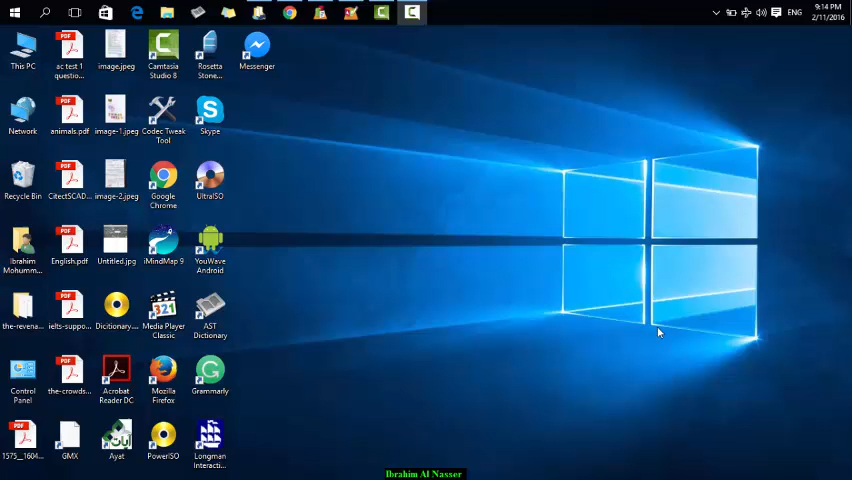 ENG
9:14 PM
2/11/2016
This PC
ac test 1
questio...
image.jpeg
Camtasia
Studio 8
Rosetta
Stone...
Messenger
Network
animals.pdf
image-1.jpeg
Codec Tweak
Tool
Skype
Recycle Bin
CitectSCAD...
image-2.jpeg
Google
Chrome
UltraISO
Ibrahim
Mohumm...
English.pdf
Untitled.jpg
iMindMap 9
YouWave
Android
the-revena...
ielts-suppo...
Dicitionary...
Media Player
Classic
AST
Dictionary
Control
Panel
the-crowds...
Acrobat
Reader DC
Mozilla
Firefox
Grammarly
1575__1604...
GMX
Ayat
PowerISO
Longman
Interacti...
Ibrahim Al Nasser